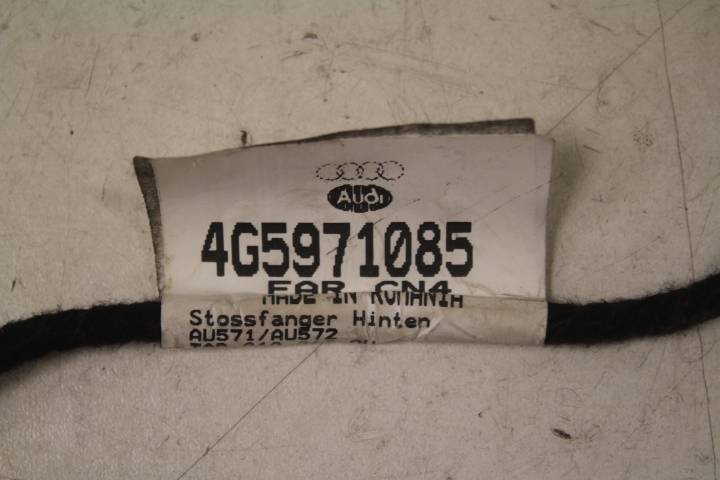 Audi
4G5971085
FAR CN4
MADE IN ROMANIA
Stossfanger Hinten
AU571/AU572